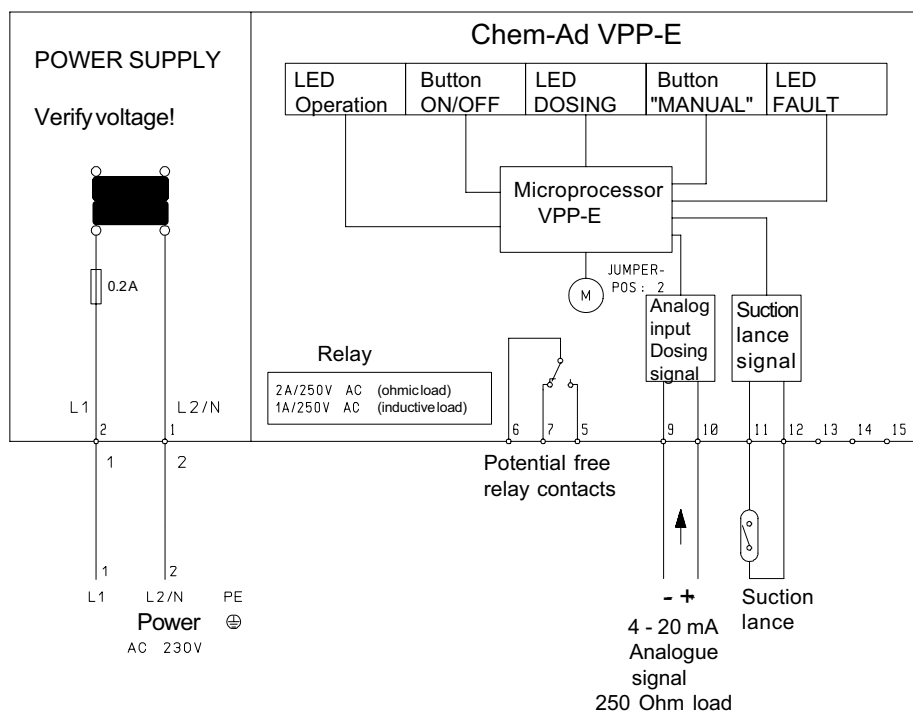 Chem-Ad VPP-E
POWER SUPPLY
Verify voltage!
LED
Operation
Button
ON/OFF
LED
DOSING
Button
"MANUAL"
LED
FAULT
Microprocessor
VPP-E
M
JUMPER-
POS: 2
0.2A
Analog
input
Dosing
signal
Suction
lance
signal
Relay
2A/250V AC (ohmic load)
1A/250V AC (inductive load)
L1 L2/N
2 1 6 7 5 9 10 11 12 13 14 15
1 2
Potential free
relay contacts
1 2
L1 L2/N PE
Power
AC 230V
- +
4 - 20 mA
Analogue
signal
250 Ohm load
Suction
lance